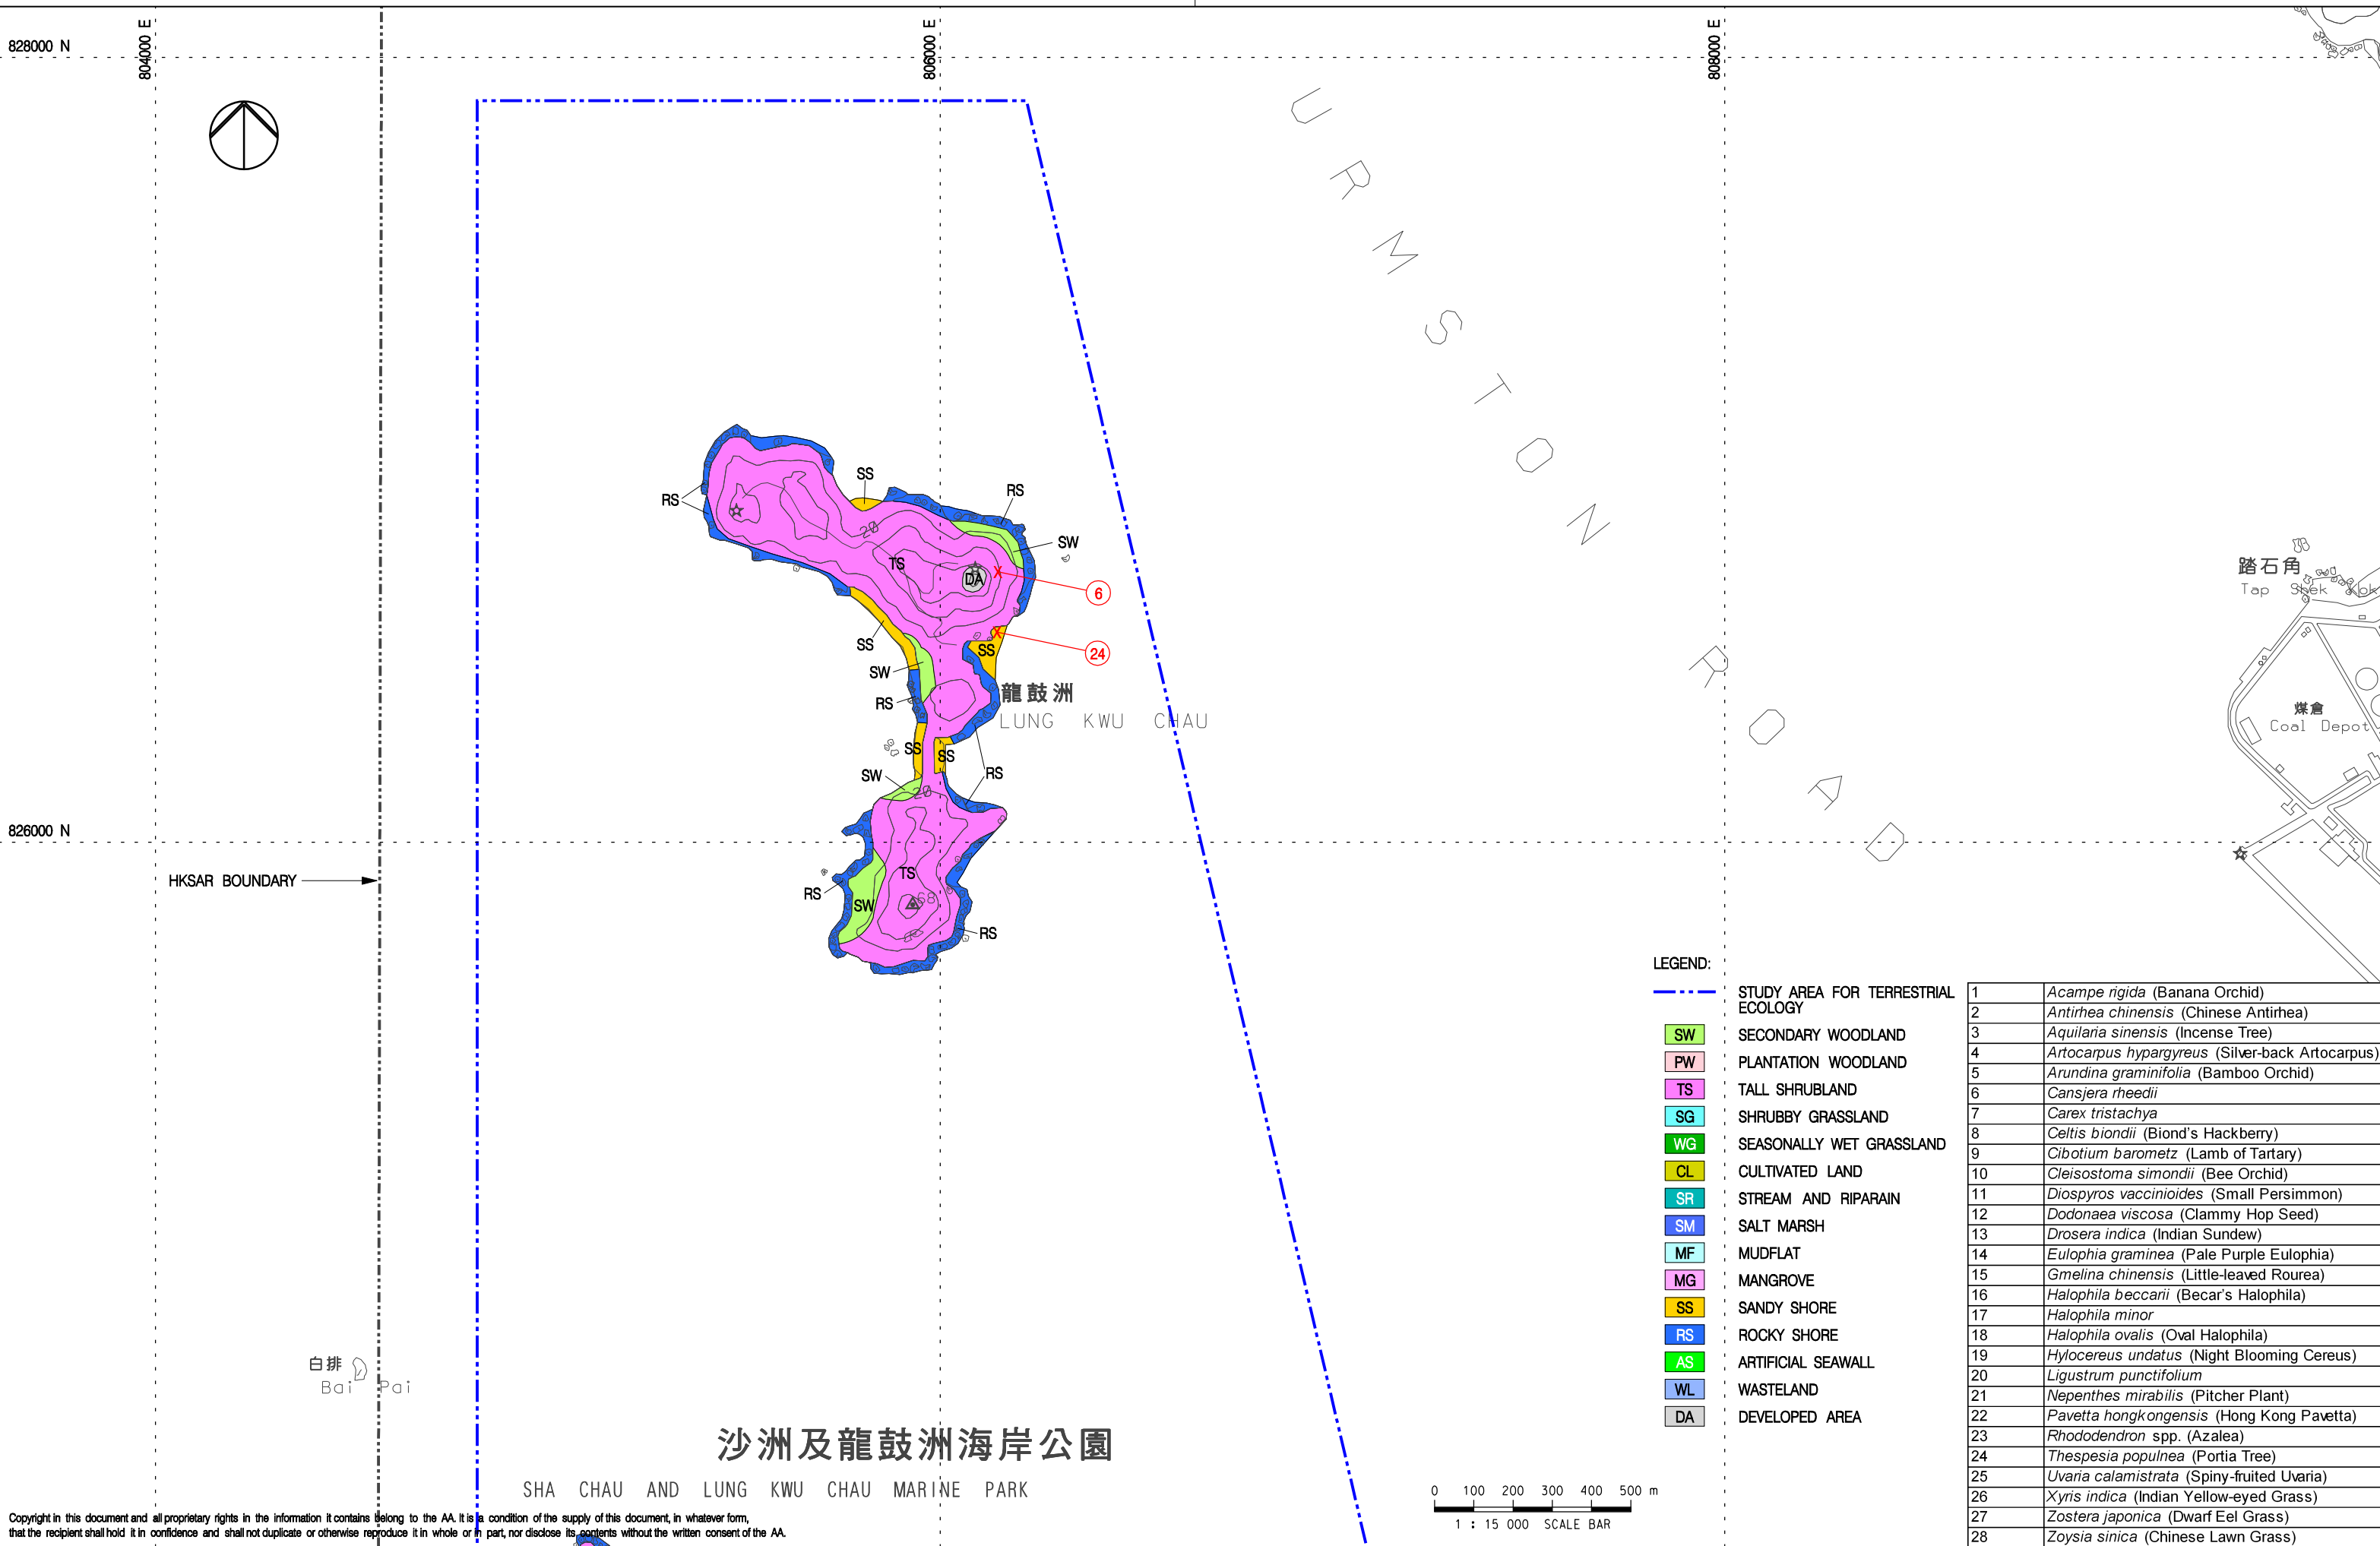 828000 N
804000 E
806000 E
808000 E
U R M S T O N
R O A D
SS
RS
RS
SW
20
TS
DA
6
SS
SS
24
SW
RS
龍鼓洲
LUNG KWU CHAU
SS
SS
SW
RS
20
826000 N
TS
HKSAR BOUNDARY
RS
SW
68
RS
踏石角
Tap Shek Kok
煤倉
Coal Depot
白排
Bai Pai
沙洲及龍鼓洲海岸公園
SHA CHAU AND LUNG KWU CHAU MARINE PARK
LEGEND:
STUDY AREA FOR TERRESTRIAL
ECOLOGY
SW SECONDARY WOODLAND
PW PLANTATION WOODLAND
TS TALL SHRUBLAND
SG SHRUBBY GRASSLAND
WG SEASONALLY WET GRASSLAND
CL CULTIVATED LAND
SR STREAM AND RIPARAIN
SM SALT MARSH
MF MUDFLAT
MG MANGROVE
SS SANDY SHORE
RS ROCKY SHORE
AS ARTIFICIAL SEAWALL
WL WASTELAND
DA DEVELOPED AREA
1 Acampe rigida (Banana Orchid)
2 Antirhea chinensis (Chinese Antirhea)
3 Aquilaria sinensis (Incense Tree)
4 Artocarpus hypargyreus (Silver-back Artocarpus)
5 Arundina graminifolia (Bamboo Orchid)
6 Cansjera rheedii
7 Carex tristachya
8 Celtis biondii (Biond's Hackberry)
9 Cibotium barometz (Lamb of Tartary)
10 Cleisostoma simondii (Bee Orchid)
11 Diospyros vaccinioides (Small Persimmon)
12 Dodonaea viscosa (Clammy Hop Seed)
13 Drosera indica (Indian Sundew)
14 Eulophia graminea (Pale Purple Eulophia)
15 Gmelina chinensis (Little-leaved Rourea)
16 Halophila beccarii (Becar's Halophila)
17 Halophila minor
18 Halophila ovalis (Oval Halophila)
19 Hylocereus undatus (Night Blooming Cereus)
20 Ligustrum punctifolium
21 Nepenthes mirabilis (Pitcher Plant)
22 Pavetta hongkongensis (Hong Kong Pavetta)
23 Rhododendron spp. (Azalea)
24 Thespesia populnea (Portia Tree)
25 Uvaria calamistrata (Spiny-fruited Uvaria)
26 Xyris indica (Indian Yellow-eyed Grass)
27 Zostera japonica (Dwarf Eel Grass)
28 Zoysia sinica (Chinese Lawn Grass)
0 100 200 300 400 500 m
1 : 15 000 SCALE BAR
Copyright in this document and all proprietary rights in the information it contains belong to the AA. It is a condition of the supply of this document, in whatever form,
that the recipient shall hold it in confidence and shall not duplicate or otherwise reproduce it in whole or in part, nor disclose its contents without the written consent of the AA.